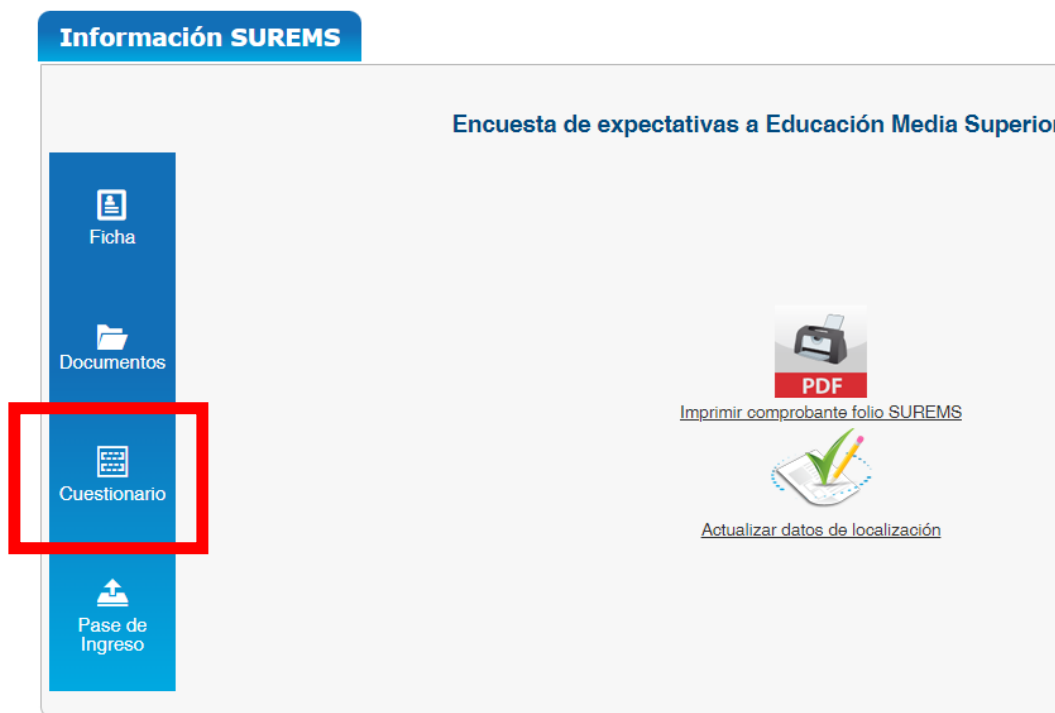 Información SUREMS
Encuesta de expectativas a Educación Media Superior
Ficha
Documentos
Cuestionario
Pase de
Ingreso
PDF
Imprimir comprobante folio SUREMS
Actualizar datos de localización